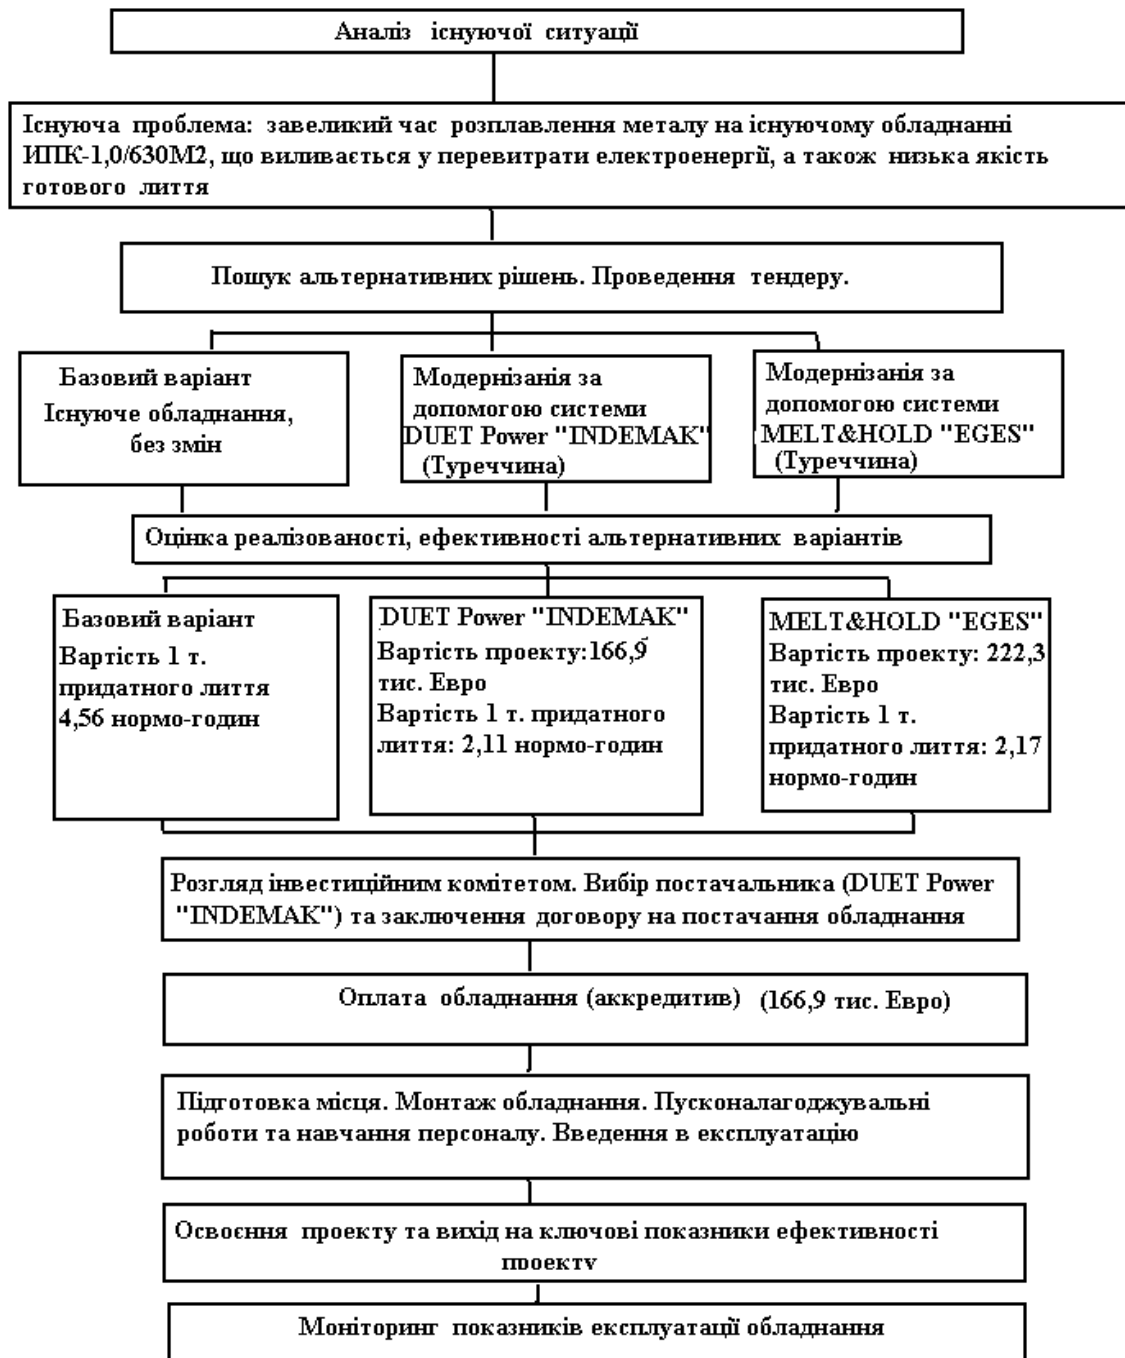 Аналіз існуючої ситуації
Існуюча проблема: завеликий час розплавлення металу на існуючому обладнанні
ИПК-1,0/630М2, що виливається у перевитрати електроенергії, а також низька якість
готового лиття
Пошук альтернативних рішень. Проведення тендеру.
Базовий варіант
Існуюче обладнання,
без змін
Модернізанія за
допомогою системи
DUET Power "INDEMAK"
(Туреччина)
Модернізанія за
допомогою системи
MELT&HOLD "EGES"
(Туреччина)
Оцінка реалізованості, ефективності альтернативних варіантів
Базовий варіант
Вартість 1 т.
придатного лиття
4,56 нормо-годин
DUET Power "INDEMAK"
Вартість проекту:166,9
тис. Евро
Вартість 1 т. придатного
лиття: 2,11 нормо-годин
MELT&HOLD "EGES"
Вартість проекту: 222,3
тис. Евро
Вартість 1 т.
придатного лиття: 2,17
нормо-годин
Розгляд інвестиційним комітетом. Вибір постачальника (DUET Power
"INDEMAK") та заключення договору на постачання обладнання
Оплата обладнання (аккредитив) (166,9 тис. Евро)
Підготовка місця. Монтаж обладнання. Пусконалагоджувальні
роботи та навчання персоналу. Введення в експлуатацію
Освоєння проекту та вихід на ключові показники ефективності
проекту
Моніторинг показників експлуатації обладнання